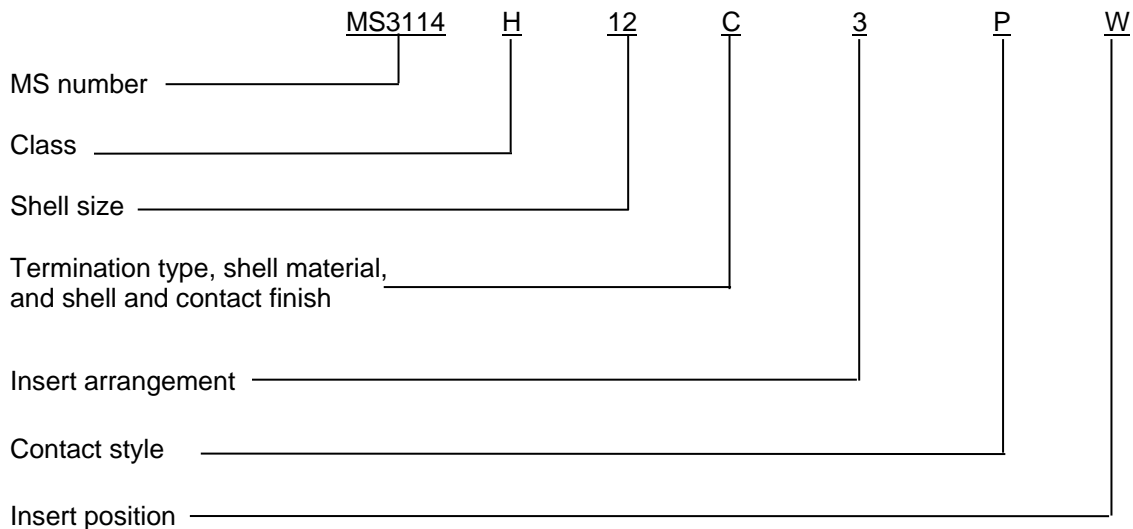 MS3114 H 12 C 3 P W
MS number
Class
Shell size
Termination type, shell material,
and shell and contact finish
Insert arrangement
Contact style
Insert position